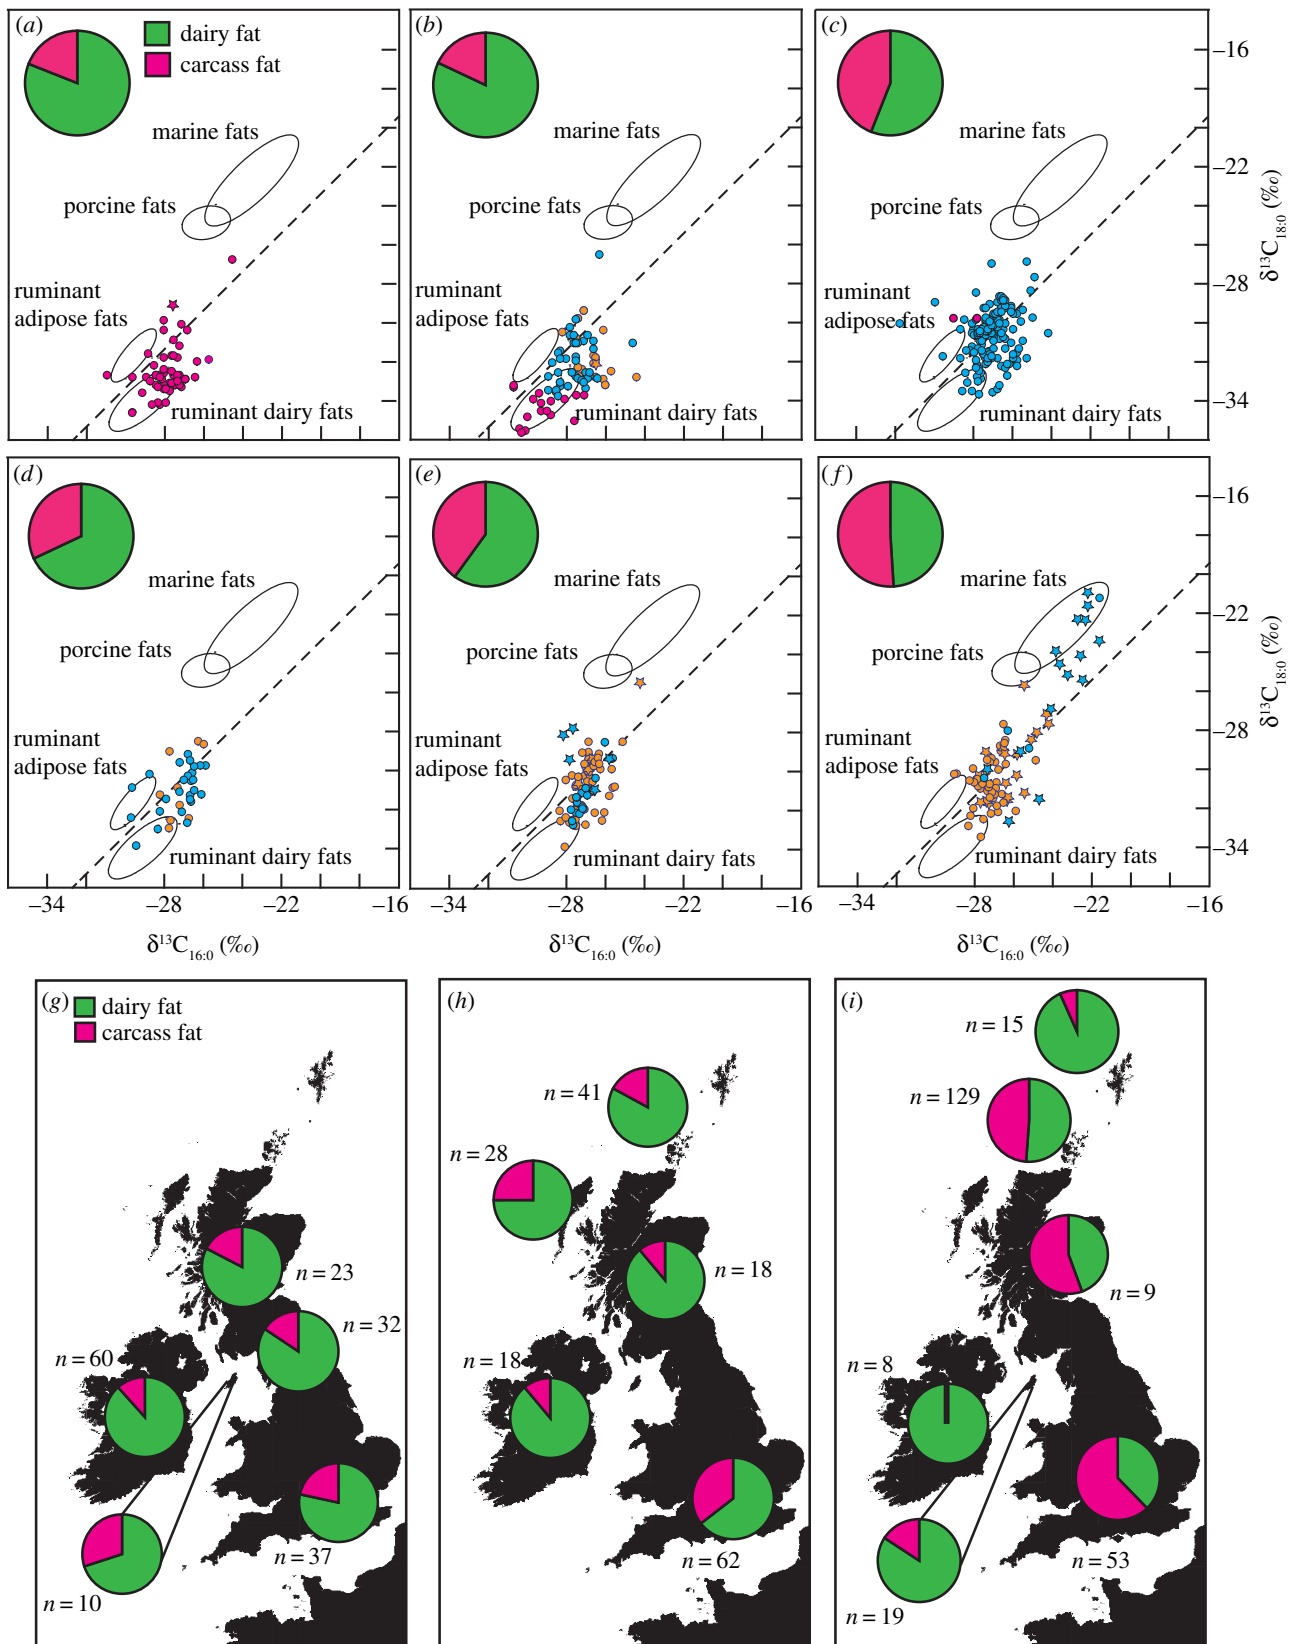 (a)
dairy fat
carcass fat
marine fats
porcine fats
ruminant
adipose fats
ruminant dairy fats
(b)
marine fats
porcine fats
ruminant
adipose fats
ruminant dairy fats
(c)
marine fats
porcine fats
ruminant
adipose fats
ruminant dairy fats
–16
–22
–28
–34
δ¹³C₁₈:₀ (‰)
(d)
marine fats
porcine fats
ruminant
adipose fats
ruminant dairy fats
–34
–28
–22
–16
δ¹³C₁₆:₀ (‰)
(e)
marine fats
porcine fats
ruminant
adipose fats
ruminant dairy fats
–28
–22
–16
δ¹³C₁₆:₀ (‰)
(f)
marine fats
porcine fats
ruminant
adipose fats
ruminant dairy fats
–16
–22
–28
–34
δ¹³C₁₈:₀ (‰)
–34
–28
–22
–16
δ¹³C₁₆:₀ (‰)
(g)
dairy fat
carcass fat
n = 23
n = 32
n = 60
n = 37
n = 10
(h)
n = 41
n = 28
n = 18
n = 18
n = 62
(i)
n = 15
n = 129
n = 9
n = 8
n = 53
n = 19